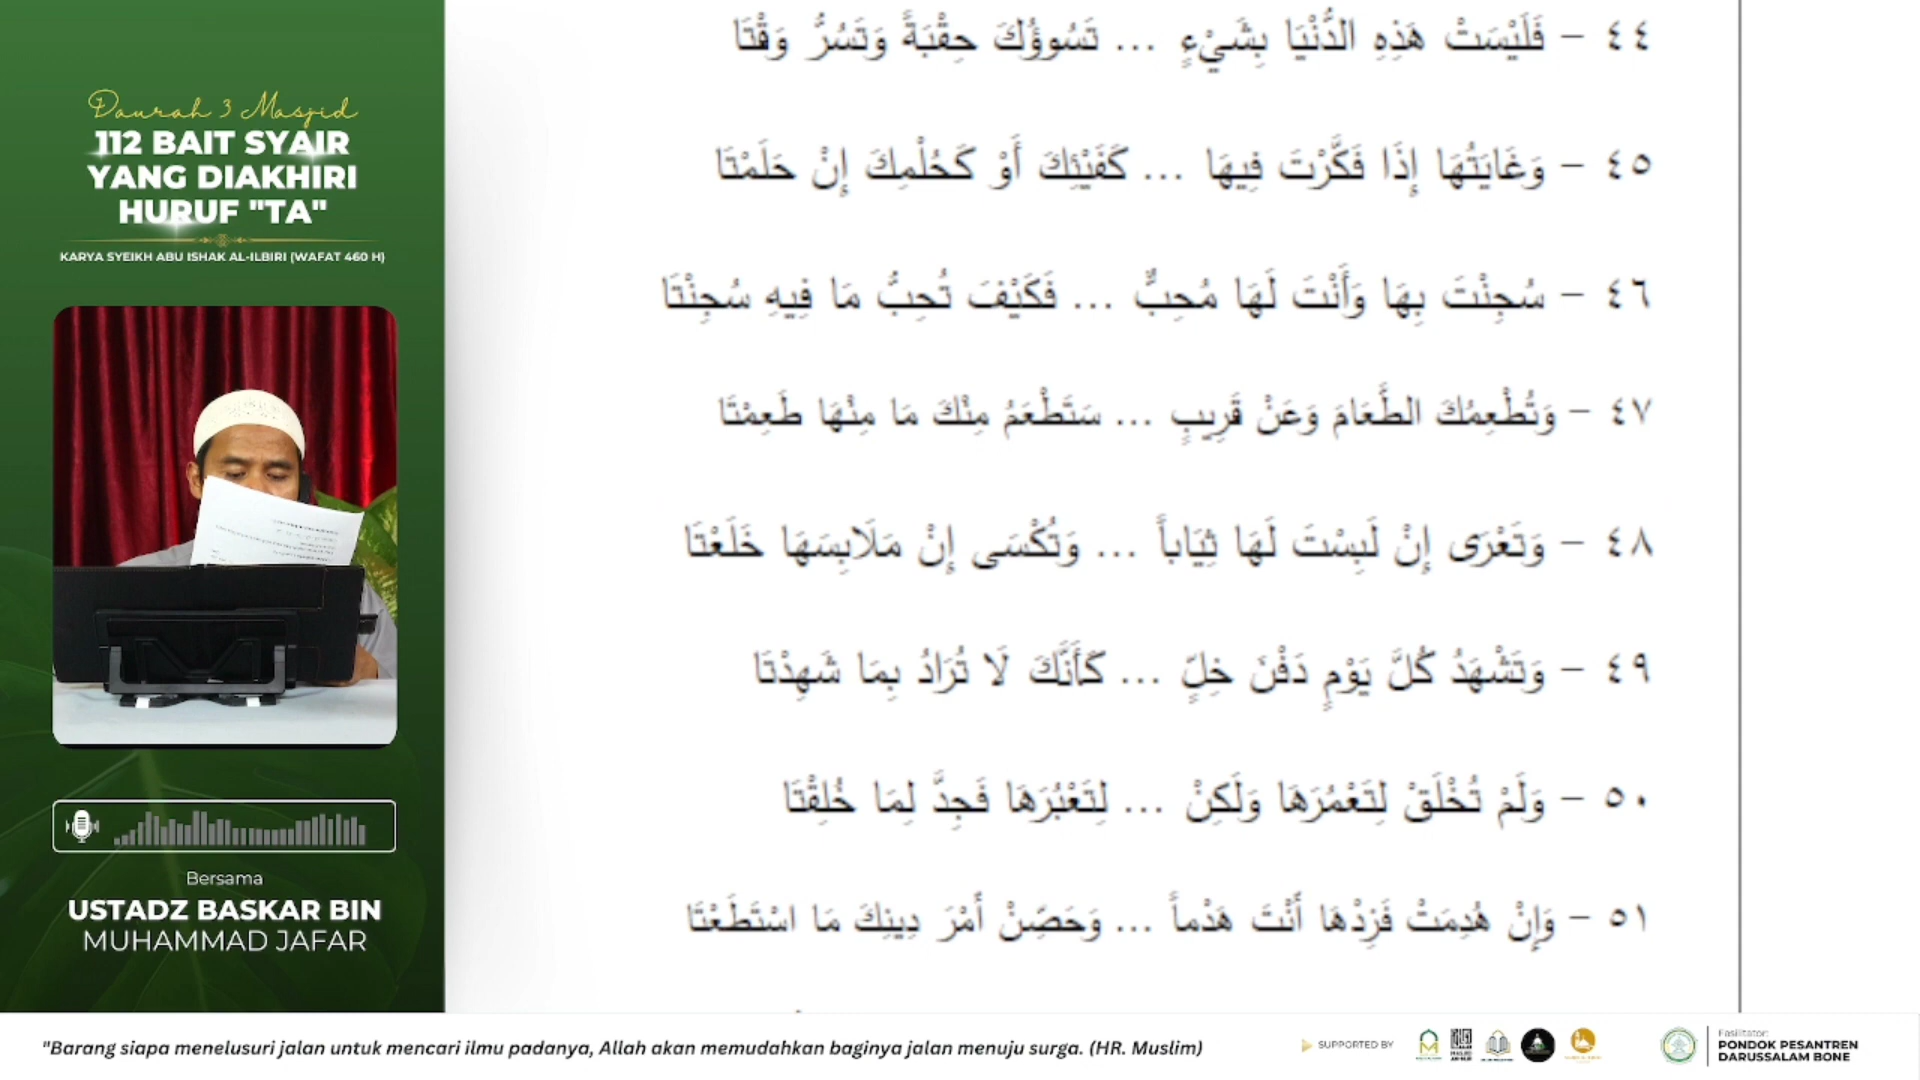 Daurah 3 Masjid
112 BAIT SYAIR
YANG DIAKHIRI
HURUF "TA"
KARYA SYEIKH ABU ISHAK AL-ILBIRI (WAFAT 460 H)
Bersama
USTADZ BASKAR BIN
MUHAMMAD JAFAR
٤٤ - فَلَيْسَتْ هَذِهِ الدُّنْيَا بِشَيْءٍ ... تَسُوؤُكَ حِقْبَةً وَتَسُرُّ وَقْتَا
٤٥ - وَغَايَتُهَا إِذَا فَكَّرْتَ فِيهَا ... كَفَيْئِكَ أَوْ كَحُلْمِكَ إِنْ حَلَمْتَا
٤٦ - سُجِنْتَ بِهَا وَأَنْتَ لَهَا مُحِبٌّ ... فَكَيْفَ تُحِبُّ مَا فِيهِ سُجِنْتَا
٤٧ - وَتُطْعِمُكَ الطَّعَامَ وَعَنْ قَرِيبٍ ... سَتَطْعَمُ مِنْكَ مَا مِنْهَا طَعِمْتَا
٤٨ - وَتَعْرَى إِنْ لَبِسْتَ لَهَا ثِيَاباً ... وَتُكْسَى إِنْ مَلَابِسَهَا خَلَعْتَا
٤٩ - وَتَشْهَدُ كُلَّ يَوْمٍ دَفْنَ خِلٍّ ... كَأَنَّكَ لَا تُرَادُ بِمَا شَهِدْتَا
٥٠ - وَلَمْ تُخْلَقْ لِتَعْمُرَهَا وَلَكِنْ ... لِتَعْبُرَهَا فَجِدَّ لِمَا خُلِقْتَا
٥١ - وَإِنْ هُدِمَتْ فَزِدْهَا أَنْتَ هَدْماً ... وَحَصِّنْ أَمْرَ دِينِكَ مَا اسْتَطَعْتَا
"Barang siapa menelusuri jalan untuk mencari ilmu padanya, Allah akan memudahkan baginya jalan menuju surga. (HR. Muslim)
SUPPORTED BY
Fasilitator:
PONDOK PESANTREN
DARUSSALAM BONE